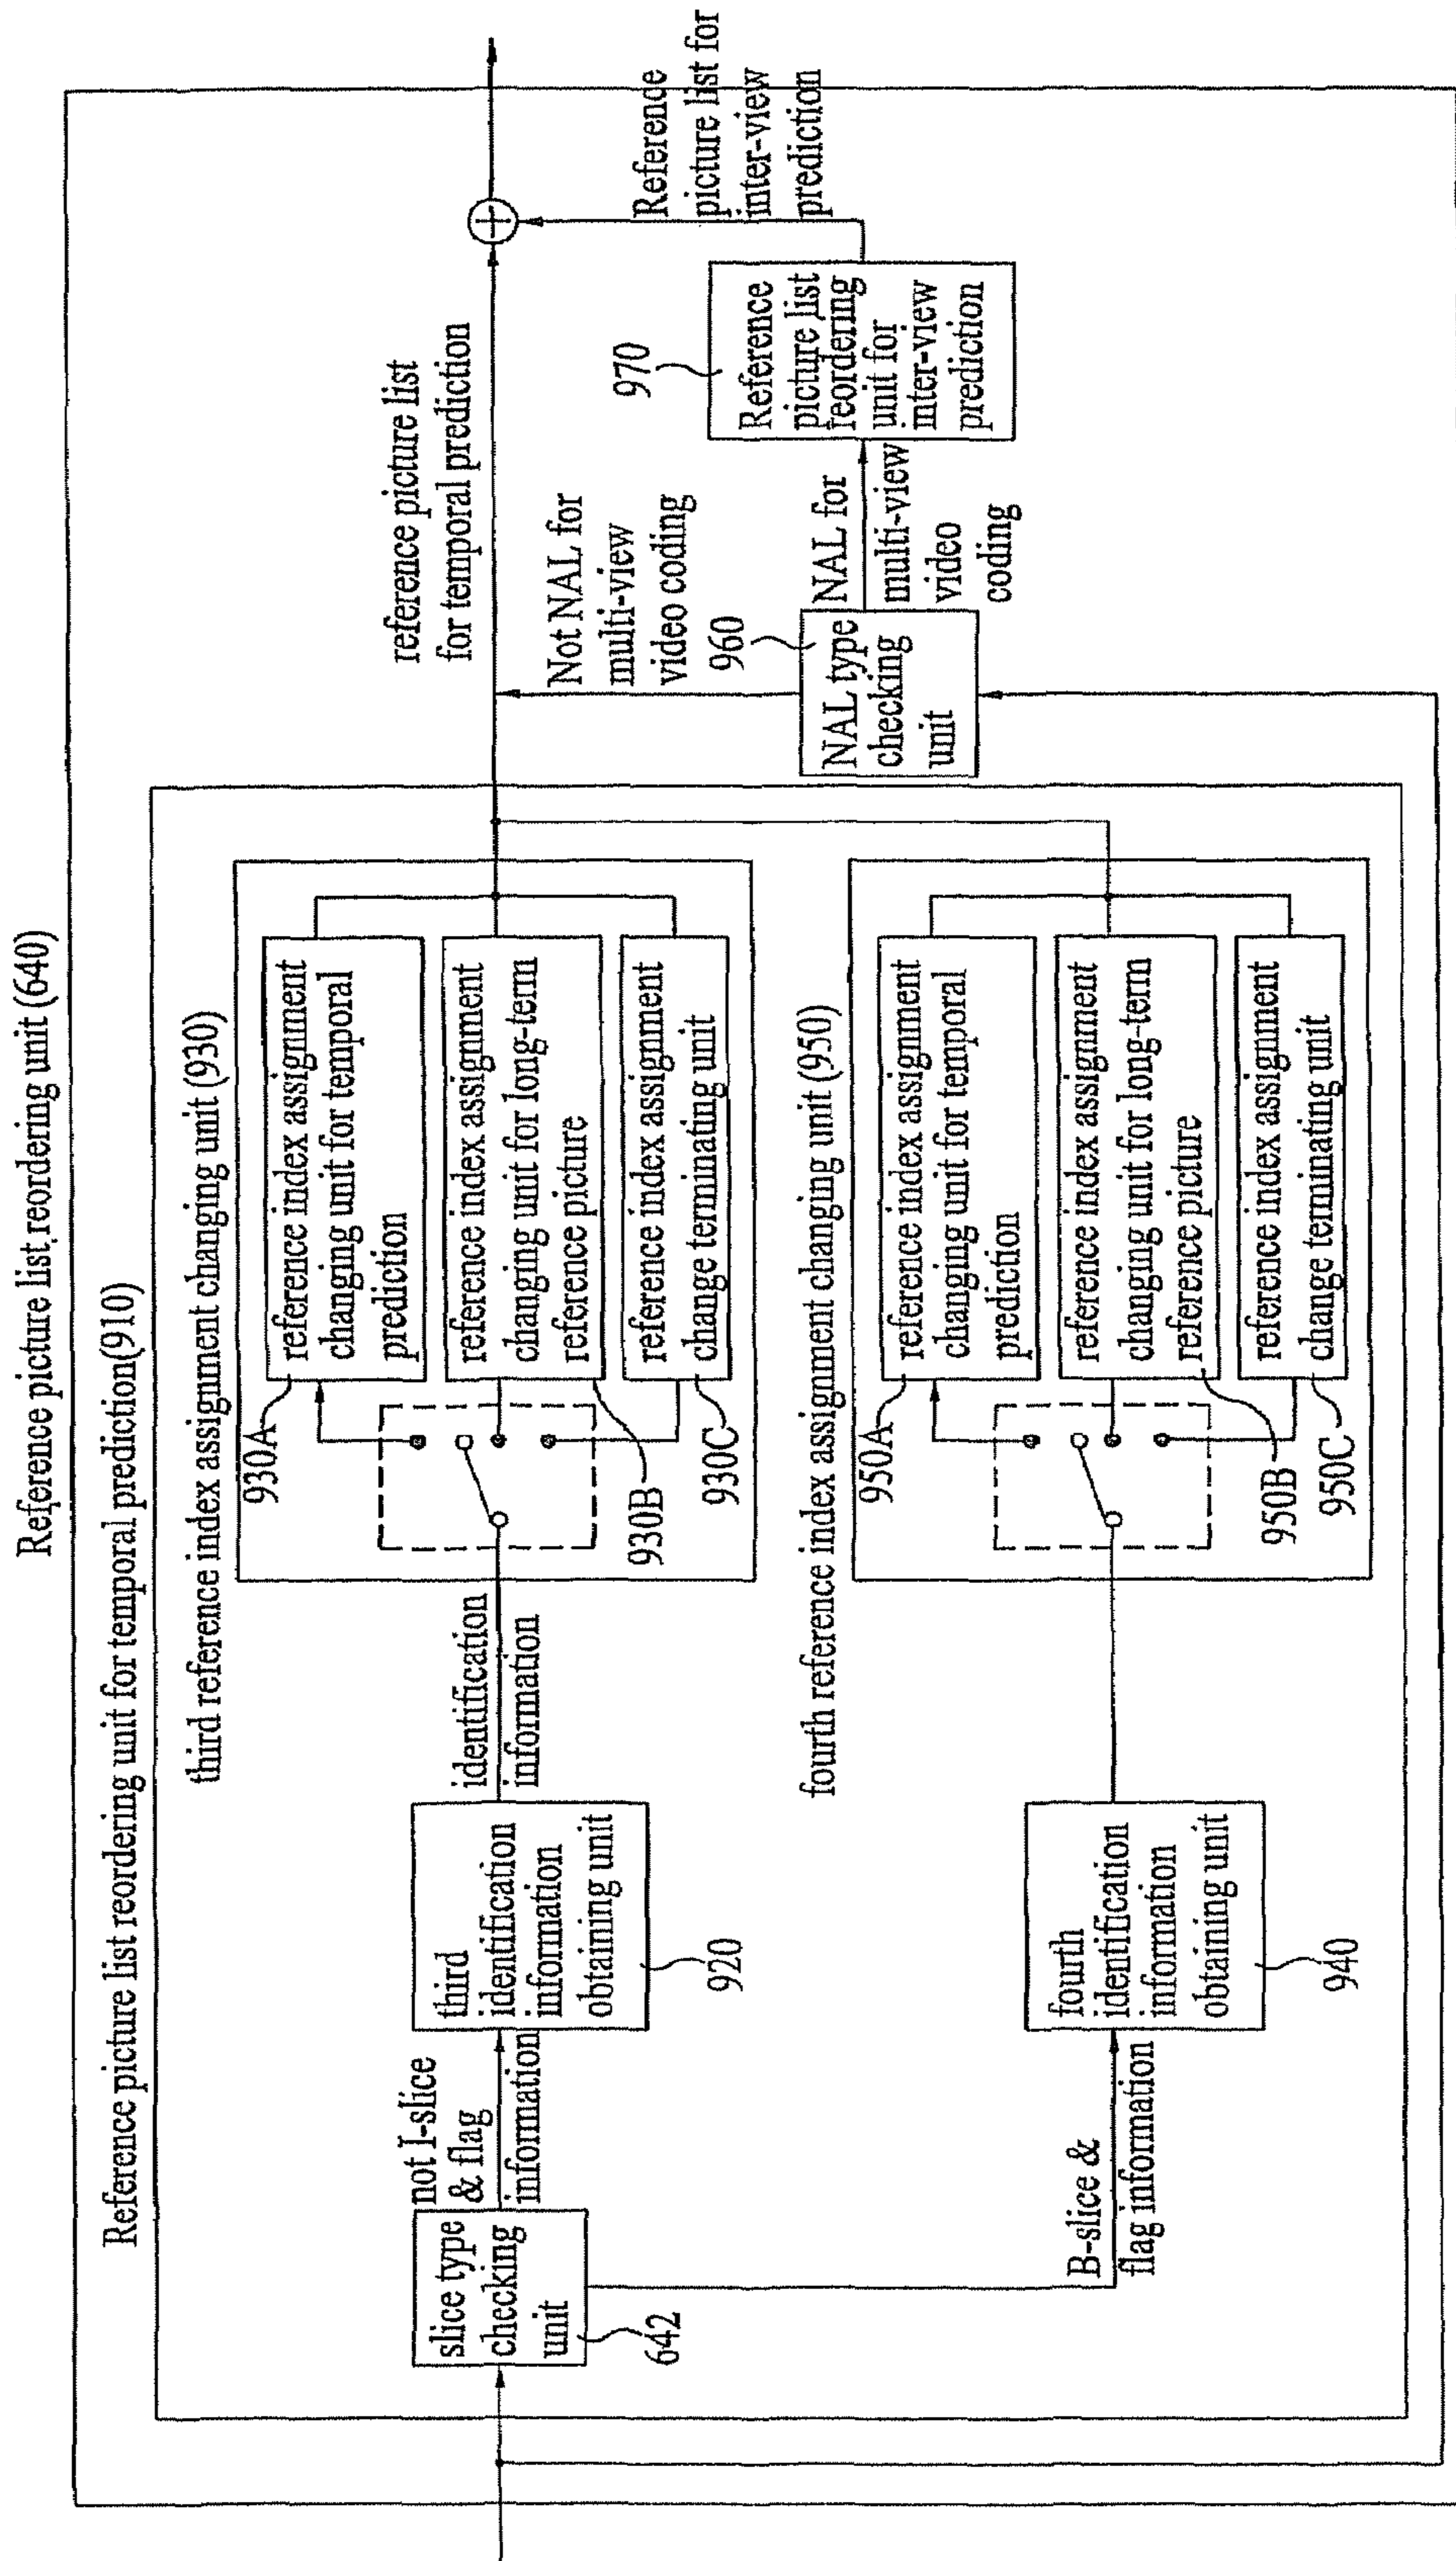 Reference picture list reordering unit (640)
Reference picture list reordering unit for temporal prediction(910)
third reference index assignment changing unit (930)
slice type
checking
unit
642
not I-slice
& flag
information
third
identification
information
obtaining unit
920
identification
information
930A
reference index assignment
changing unit for temporal
prediction
930B
reference index assignment
changing unit for long-term
reference picture
930C
reference index assignment
change terminating unit
B-slice &
flag information
fourth
identification
information
obtaining unit
940
fourth reference index assignment changing unit (950)
950A
reference index assignment
changing unit for temporal
prediction
950B
reference index assignment
changing unit for long-term
reference picture
950C
reference index assignment
change terminating unit
reference picture list
for temporal prediction
Not NAL for
multi-view
video coding
960
NAL type
checking
unit
NAL for
multi-view
video
coding
970
Reference
picture list
reordering
unit for
inter-view
prediction
Reference
picture list for
inter-view
prediction